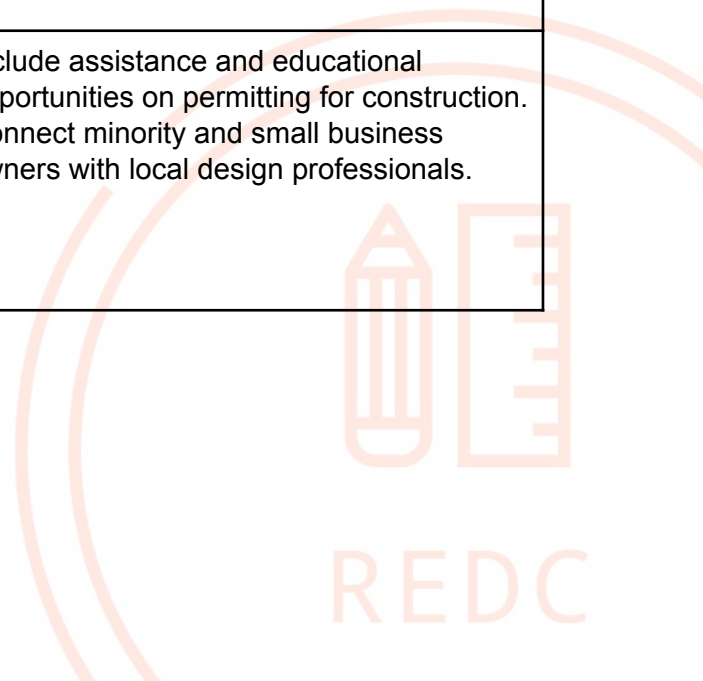 clude assistance and educational
portunities on permitting for construction.
onnect minority and small business
ners with local design professionals.
REDC